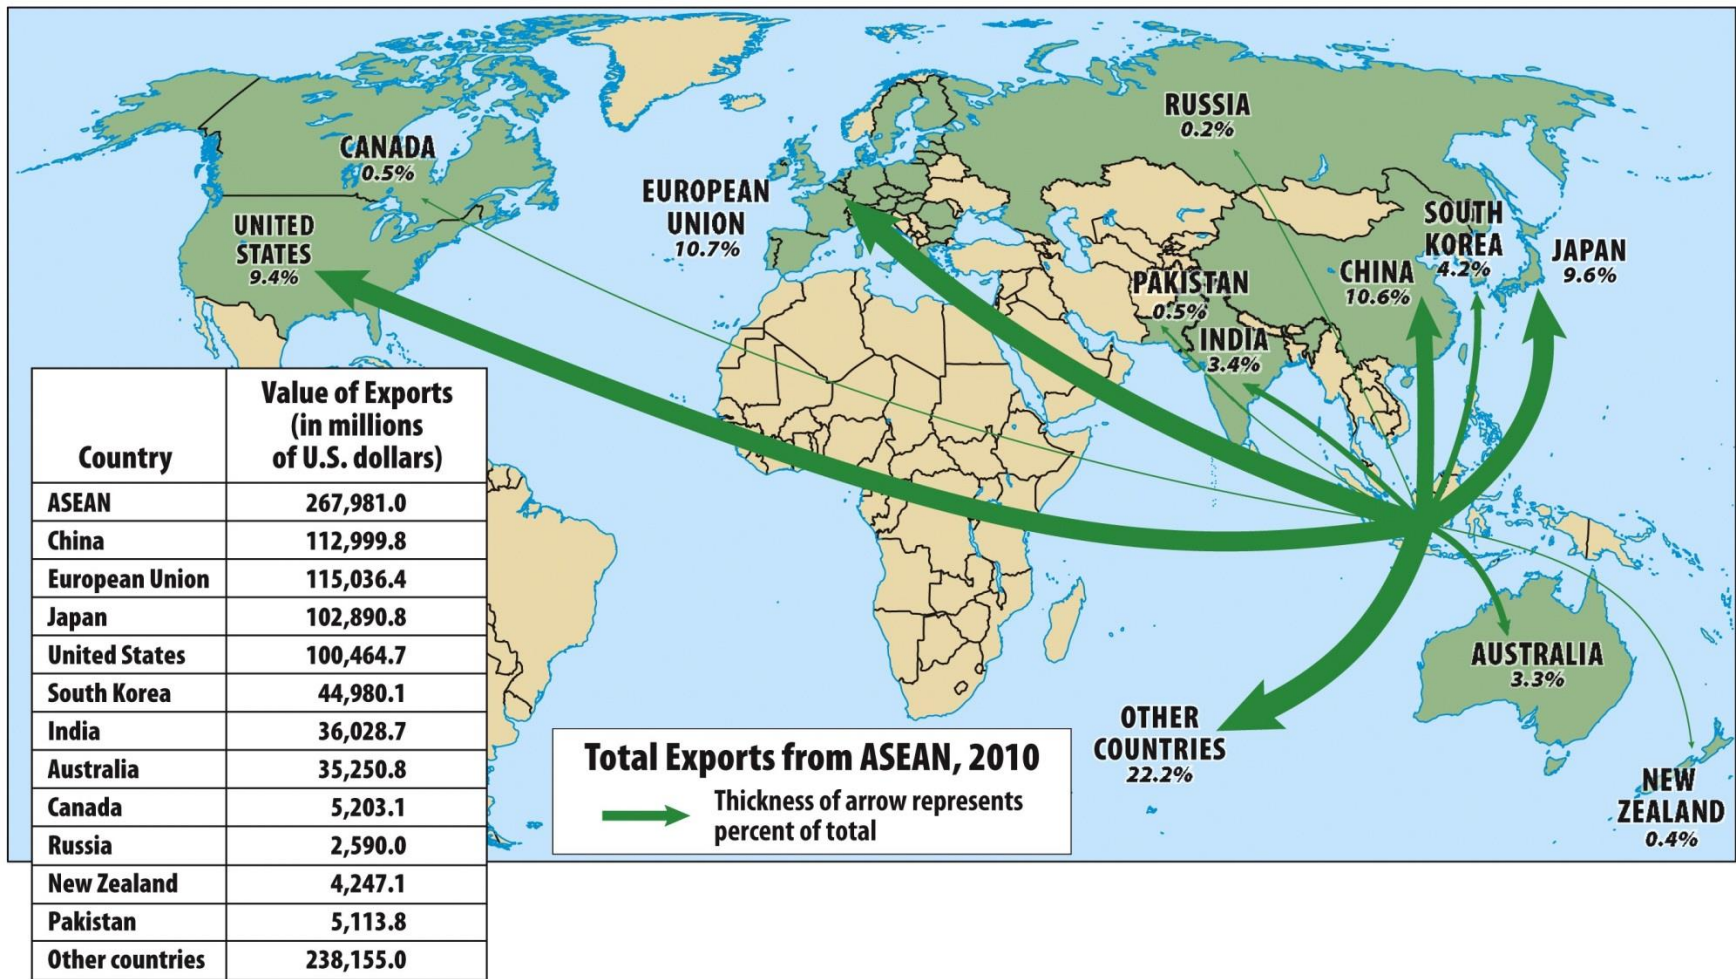 CANADA
0.5%
UNITED
STATES
9.4%
EUROPEAN
UNION
10.7%
RUSSIA
0.2%
SOUTH
KOREA
4.2%
JAPAN
9.6%
CHINA
10.6%
PAKISTAN
0.5%
INDIA
3.4%
AUSTRALIA
3.3%
NEW
ZEALAND
0.4%
OTHER
COUNTRIES
22.2%
Total Exports from ASEAN, 2010
Thickness of arrow represents
percent of total
Country
Value of Exports
(in millions
of U.S. dollars)
ASEAN 267,981.0
China 112,999.8
European Union 115,036.4
Japan 102,890.8
United States 100,464.7
South Korea 44,980.1
India 36,028.7
Australia 35,250.8
Canada 5,203.1
Russia 2,590.0
New Zealand 4,247.1
Pakistan 5,113.8
Other countries 238,155.0